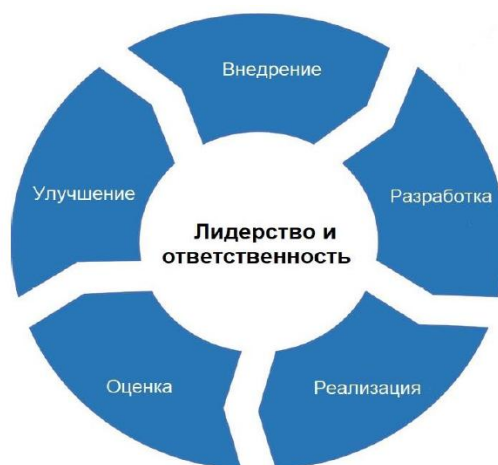 Внедрение
Разработка
Реализация
Оценка
Улучшение
Лидерство и
ответственность